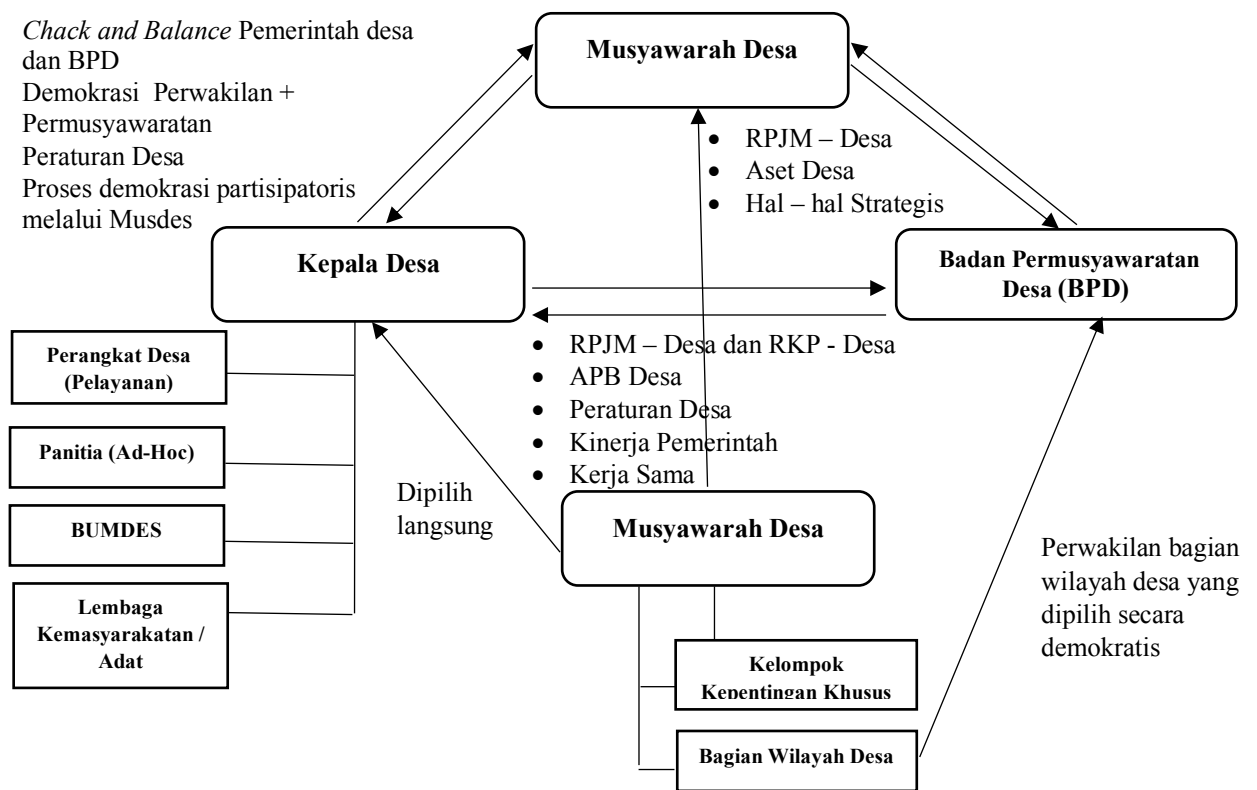 Chack and Balance Pemerintah desa
dan BPD
Demokrasi Perwakilan +
Permusyawaratan
Peraturan Desa
Proses demokrasi partisipatoris
melalui Musdes
Musyawarah Desa
• RPJM – Desa
• Aset Desa
• Hal – hal Strategis
Kepala Desa
Badan Permusyawaratan
Desa (BPD)
Perangkat Desa
(Pelayanan)
Panitia (Ad-Hoc)
BUMDES
Lembaga
Kemasyarakatan /
Adat
• RPJM – Desa dan RKP - Desa
• APB Desa
• Peraturan Desa
• Kinerja Pemerintah
• Kerja Sama
Dipilih
langsung
Musyawarah Desa
Perwakilan bagian
wilayah desa yang
dipilih secara
demokratis
Kelompok
Kepentingan Khusus
Bagian Wilayah Desa